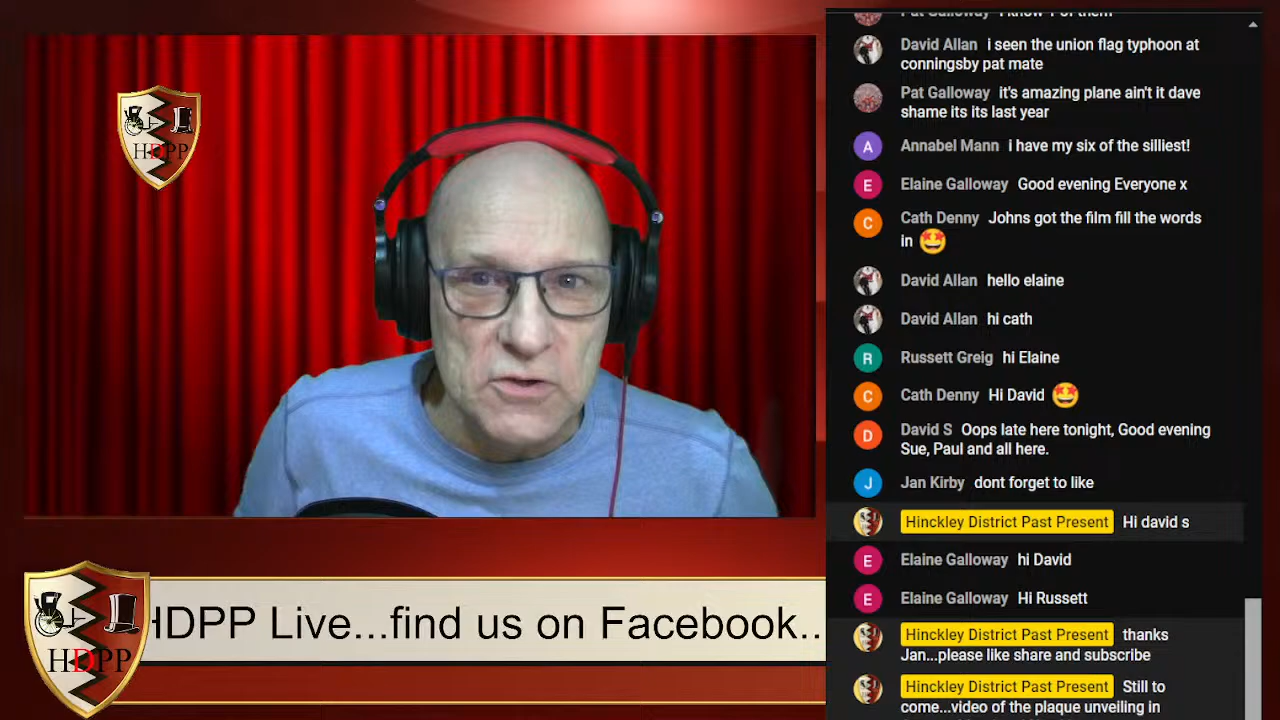 HDPP
HDPP
HDPP Live...find us on Facebook..
Pat Galloway I know 1 of them
David Allan i seen the union flag typhoon at
conningsby pat mate
Pat Galloway it's amazing plane ain't it dave
shame its its last year
A
Annabel Mann i have my six of the silliest!
E
Elaine Galloway Good evening Everyone x
C
Cath Denny Johns got the film fill the words
in
David Allan hello elaine
David Allan hi cath
R
Russett Greig hi Elaine
C
Cath Denny Hi David
D
David S Oops late here tonight, Good evening
Sue, Paul and all here.
J
Jan Kirby dont forget to like
Hinckley District Past Present Hi david s
E
Elaine Galloway hi David
E
Elaine Galloway Hi Russett
Hinckley District Past Present thanks
Jan...please like share and subscribe
Hinckley District Past Present Still to
come...video of the plaque unveiling in